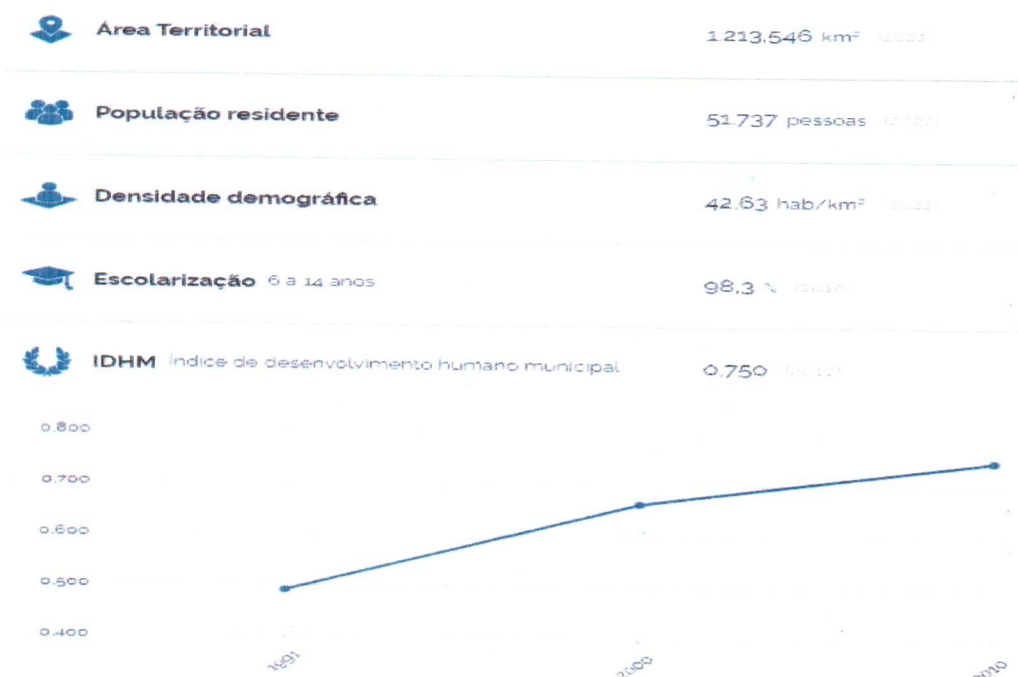 Área Territorial 1.213,546 km²
População residente 51.737 pessoas
Densidade demográfica 42,63 hab/km²
Escolarização 6 a 14 anos 98,3 % [2010]
IDHM Índice de desenvolvimento humano municipal 0,750
0.800
0.700
0.600
0.500
0.400
1991
2000
2010